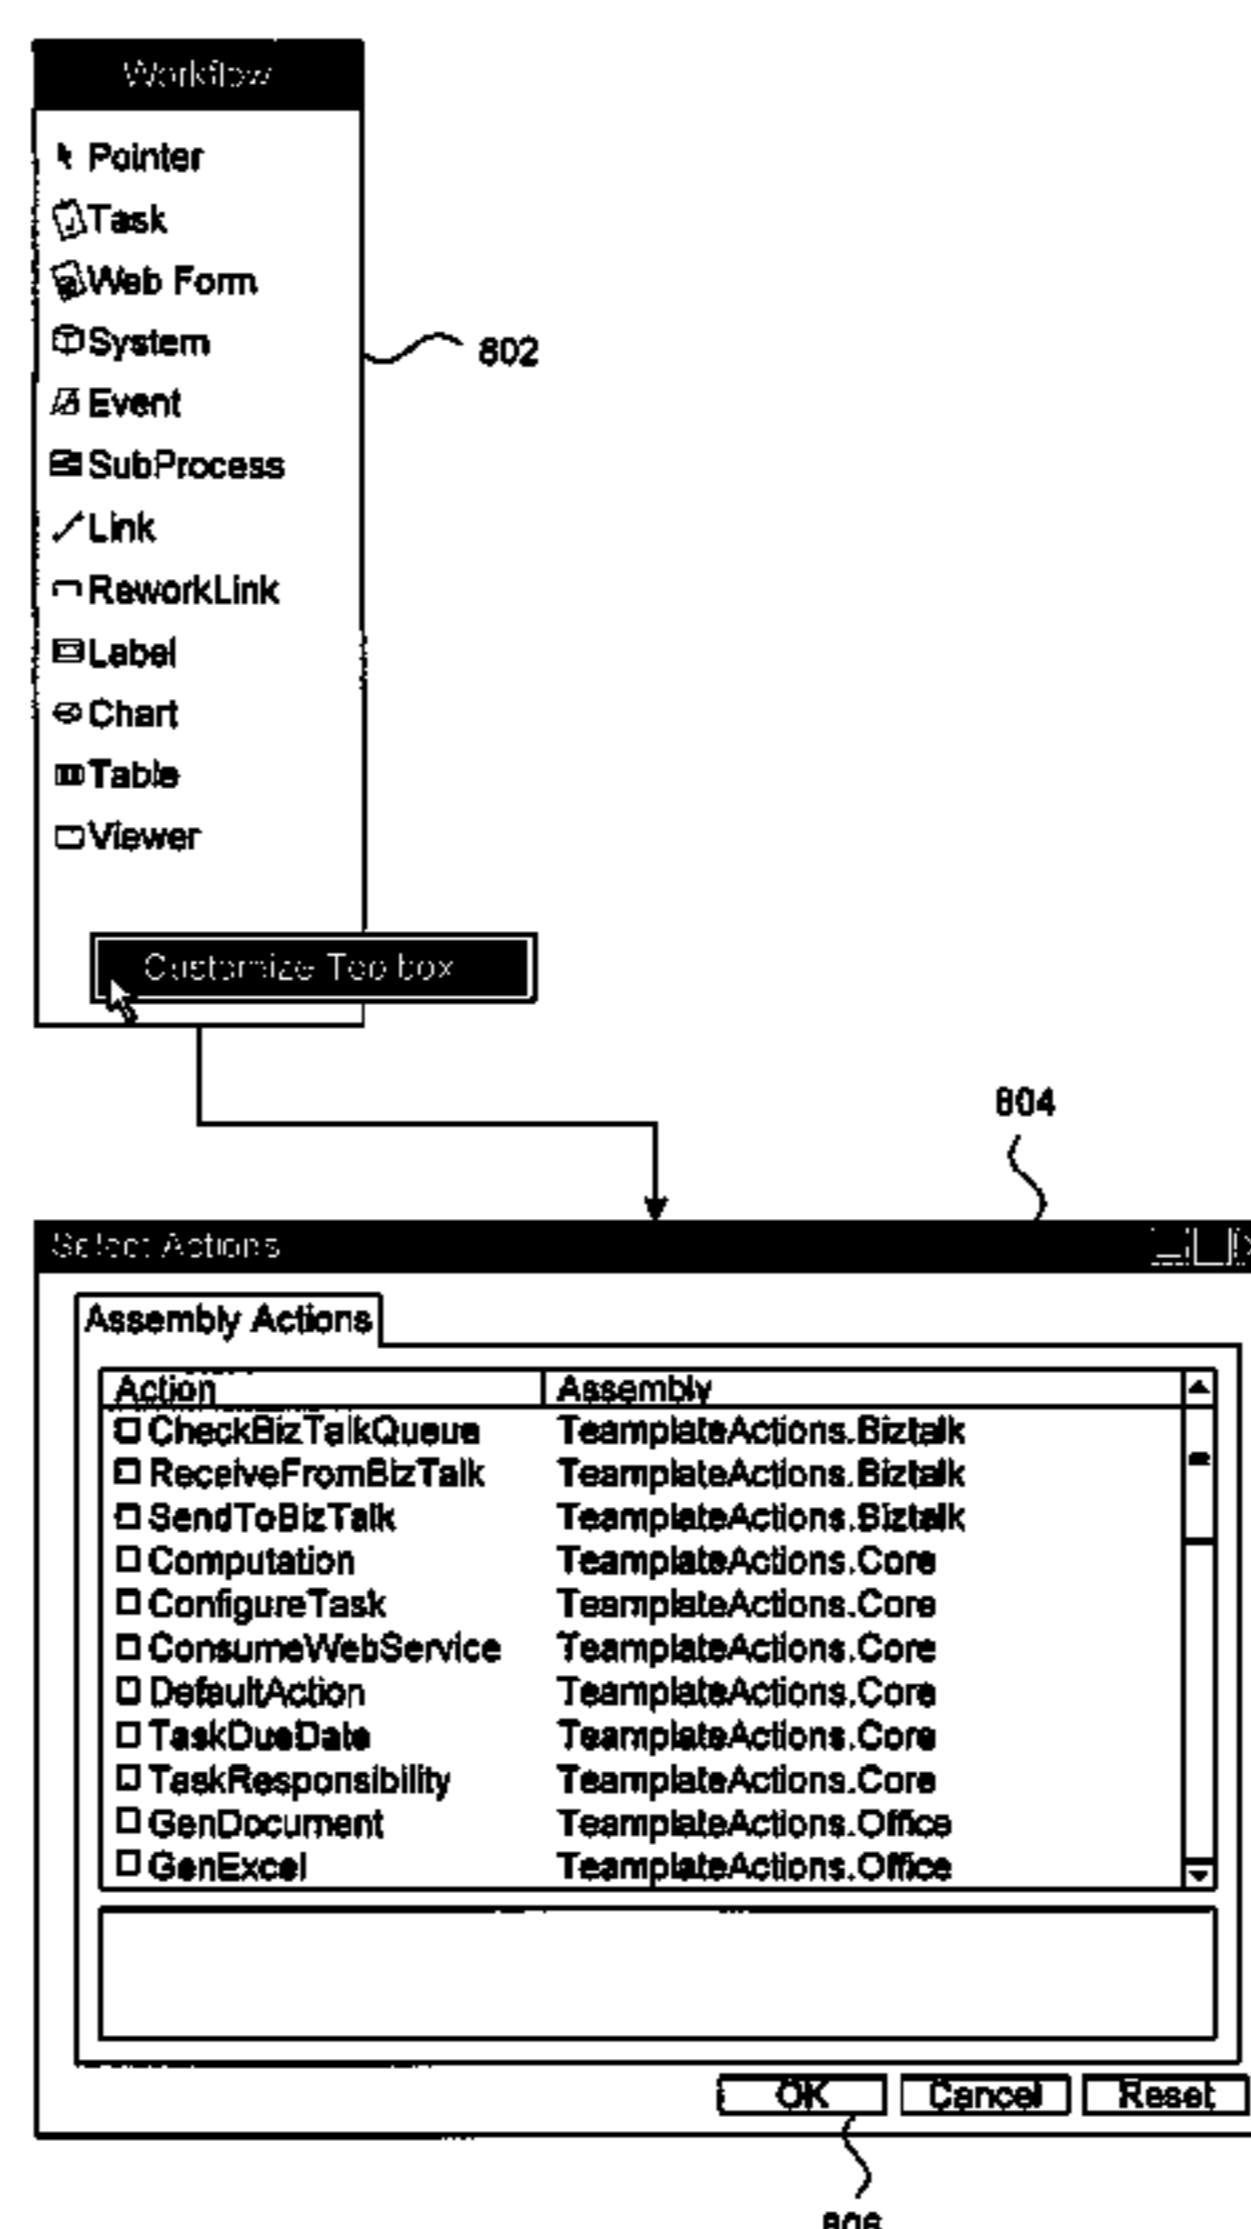 Workflow
Pointer
Task
Web Form
System
802
Event
SubProcess
Link
ReworkLink
Label
Chart
Table
Viewer
Customize Toolbox
804
Select Actions
Assembly Actions
Action Assembly
CheckBizTalkQueue TeamplateActions.Biztalk
ReceiveFromBizTalk TeamplateActions.Biztalk
SendToBizTalk TeamplateActions.Biztalk
Computation TeamplateActions.Core
ConfigureTask TeamplateActions.Core
ConsumeWebService TeamplateActions.Core
DefaultAction TeamplateActions.Core
TaskDueDate TeamplateActions.Core
TaskResponsibility TeamplateActions.Core
GenDocument TeamplateActions.Office
GenExcel TeamplateActions.Office
OK Cancel Reset
806